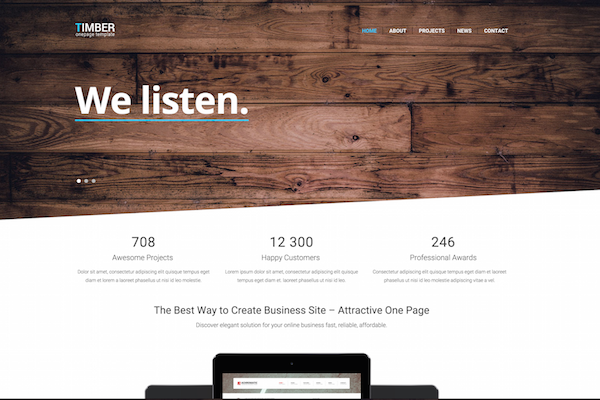 TIMBER
onepage template
HOME ABOUT PROJECTS NEWS CONTACT
We listen.
708 12 300 246
Awesome Projects Happy Customers Professional Awards
Dolor sit amet, consectetur adipiscing elit quisque tempus eget
diam et lorem a laoreet phasellut ut nisi id leo molestie.
Lorem ipsum dolor sit amet, consectetur adipiscing elit quisque
tempus eget diam et. laoreet phasellut ut nisi id leo.
Consectetur adipiscing elit quisque tempus eget diam et laoreet
phasellut ut nisi id leo molestie adipiscing vitae a vel.
The Best Way to Create Business Site – Attractive One Page
Discover elegant solution for your online business fast, reliable, affordable.